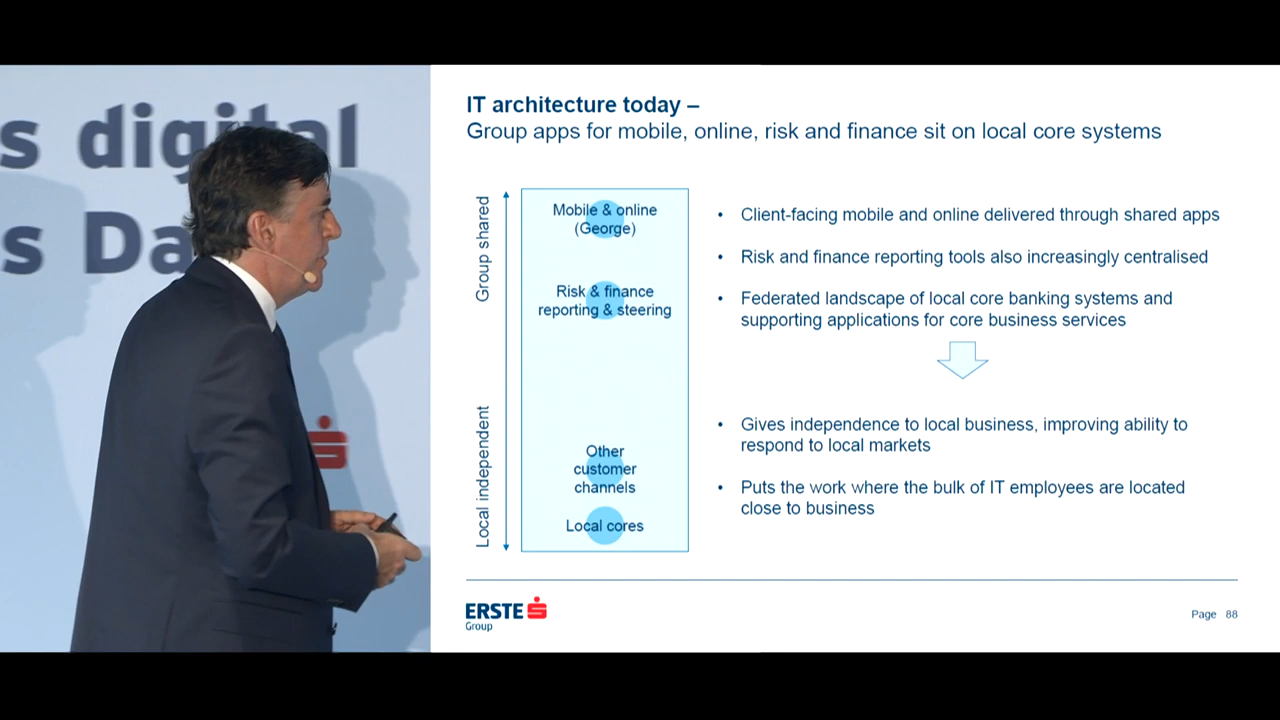 s digital
s Da
IT architecture today –
Group apps for mobile, online, risk and finance sit on local core systems
Group shared
Local independent
Mobile & online
(George)
Risk & finance
reporting & steering
Other
customer
channels
Local cores
• Client-facing mobile and online delivered through shared apps
• Risk and finance reporting tools also increasingly centralised
• Federated landscape of local core banking systems and
supporting applications for core business services
• Gives independence to local business, improving ability to
respond to local markets
• Puts the work where the bulk of IT employees are located
close to business
ERSTE
Group
Page 88